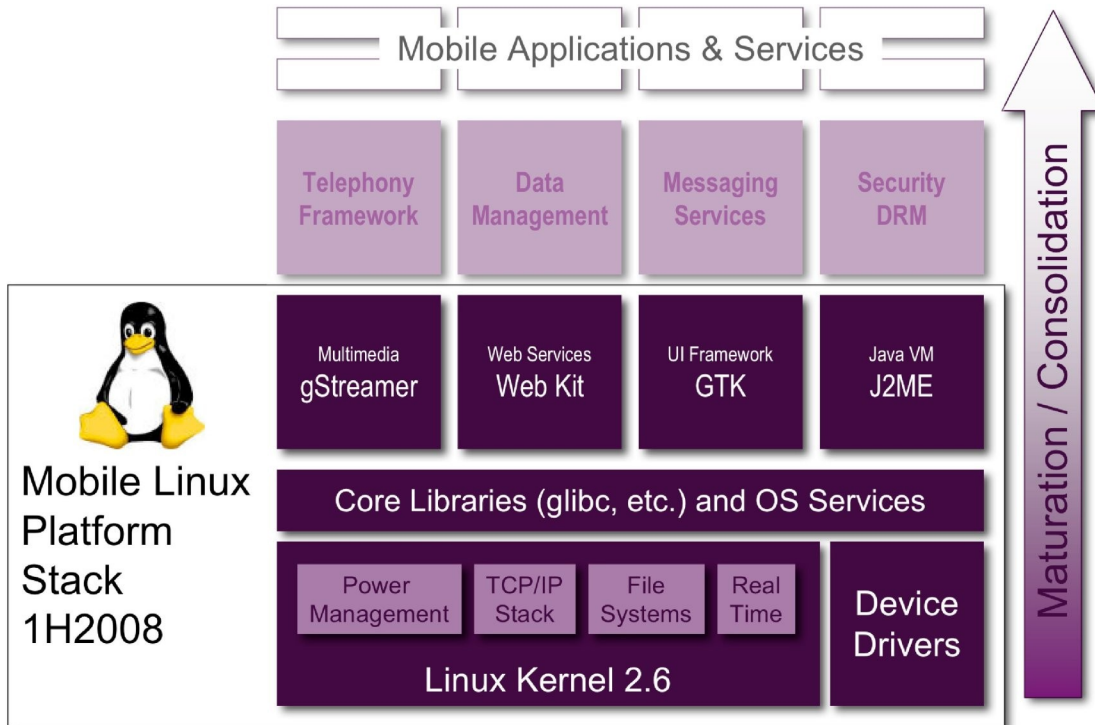 Mobile Applications & Services
Telephony
Framework
Data
Management
Messaging
Services
Security
DRM
Maturation / Consolidation
Multimedia
gStreamer
Web Services
Web Kit
UI Framework
GTK
Java VM
J2ME
Mobile Linux
Platform
Stack
1H2008
Core Libraries (glibc, etc.) and OS Services
Power
Management
TCP/IP
Stack
File
Systems
Real
Time
Linux Kernel 2.6
Device
Drivers